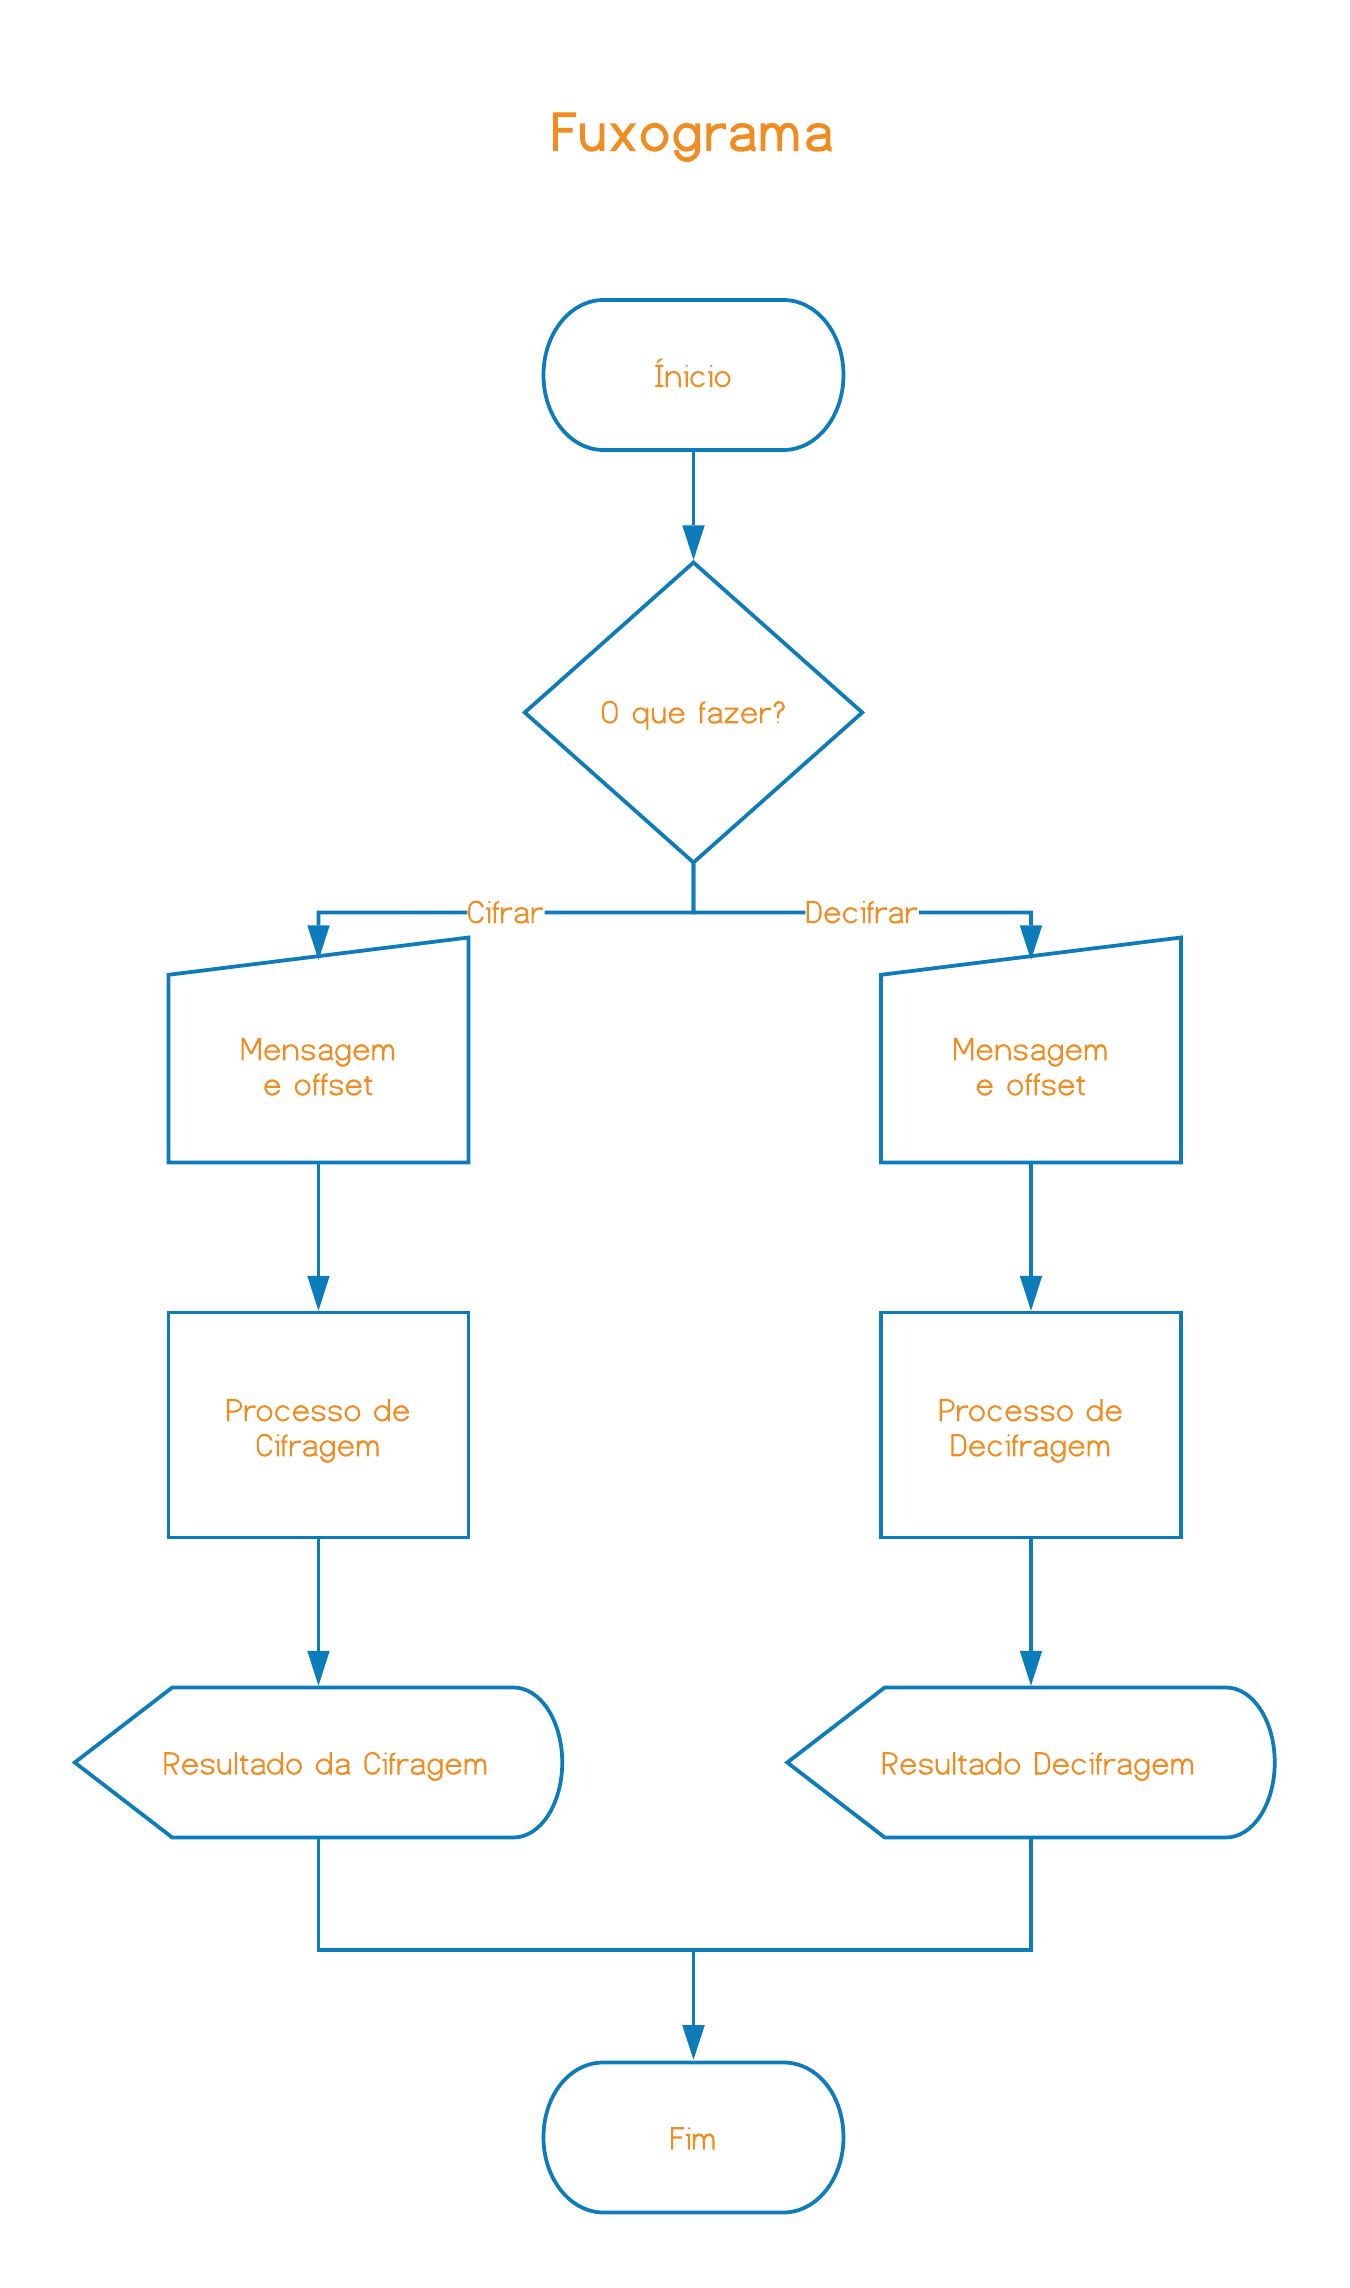 Fuxograma
Ínicio
O que fazer?
Cifrar
Decifrar
Mensagem
e offset
Mensagem
e offset
Processo de
Cifragem
Processo de
Decifragem
Resultado da Cifragem
Resultado Decifragem
Fim